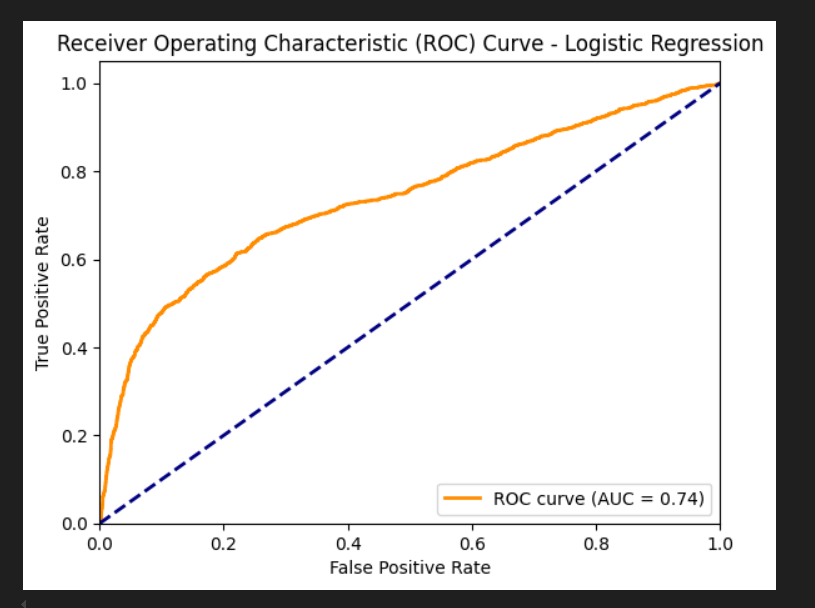 Receiver Operating Characteristic (ROC) Curve - Logistic Regression
1.0
0.8
0.6
0.4
0.2
0.0
True Positive Rate
ROC curve (AUC = 0.74)
0.0 0.2 0.4 0.6 0.8 1.0
False Positive Rate